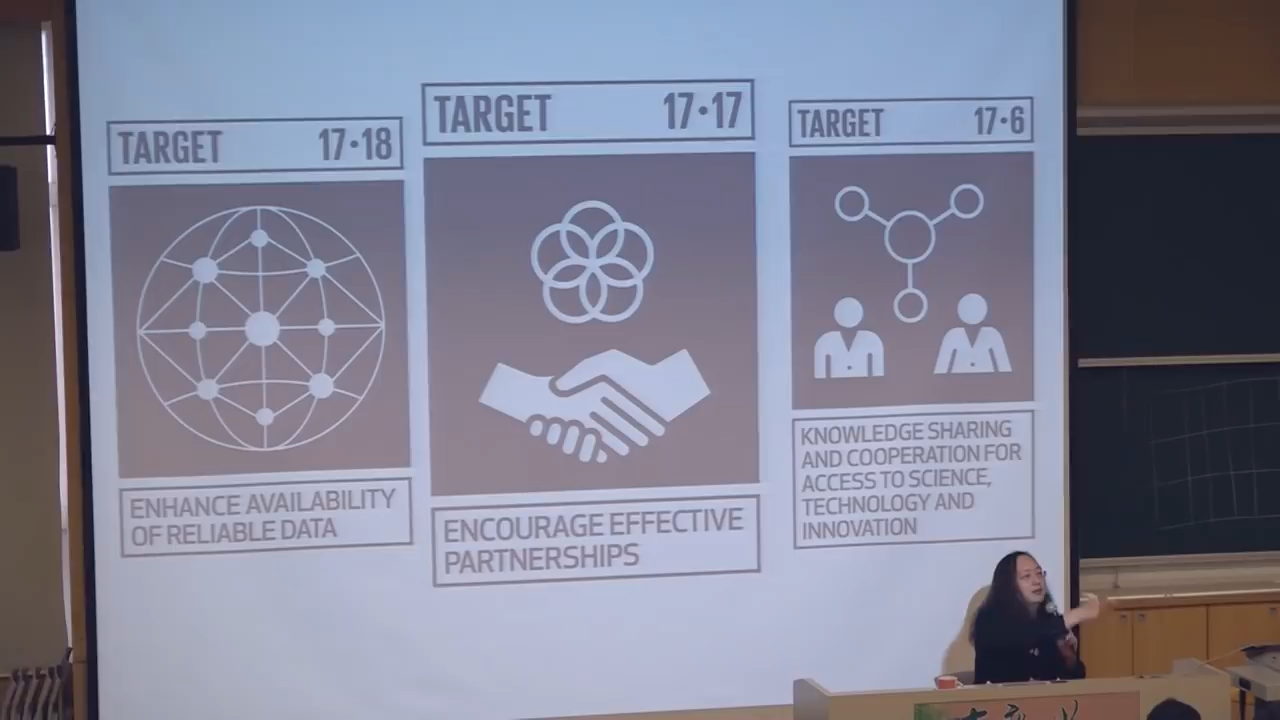 TARGET 17•18
ENHANCE AVAILABILITY
OF RELIABLE DATA
TARGET 17•17
ENCOURAGE EFFECTIVE
PARTNERSHIPS
TARGET 17•6
KNOWLEDGE SHARING
AND COOPERATION FOR
ACCESS TO SCIENCE,
TECHNOLOGY AND
INNOVATION